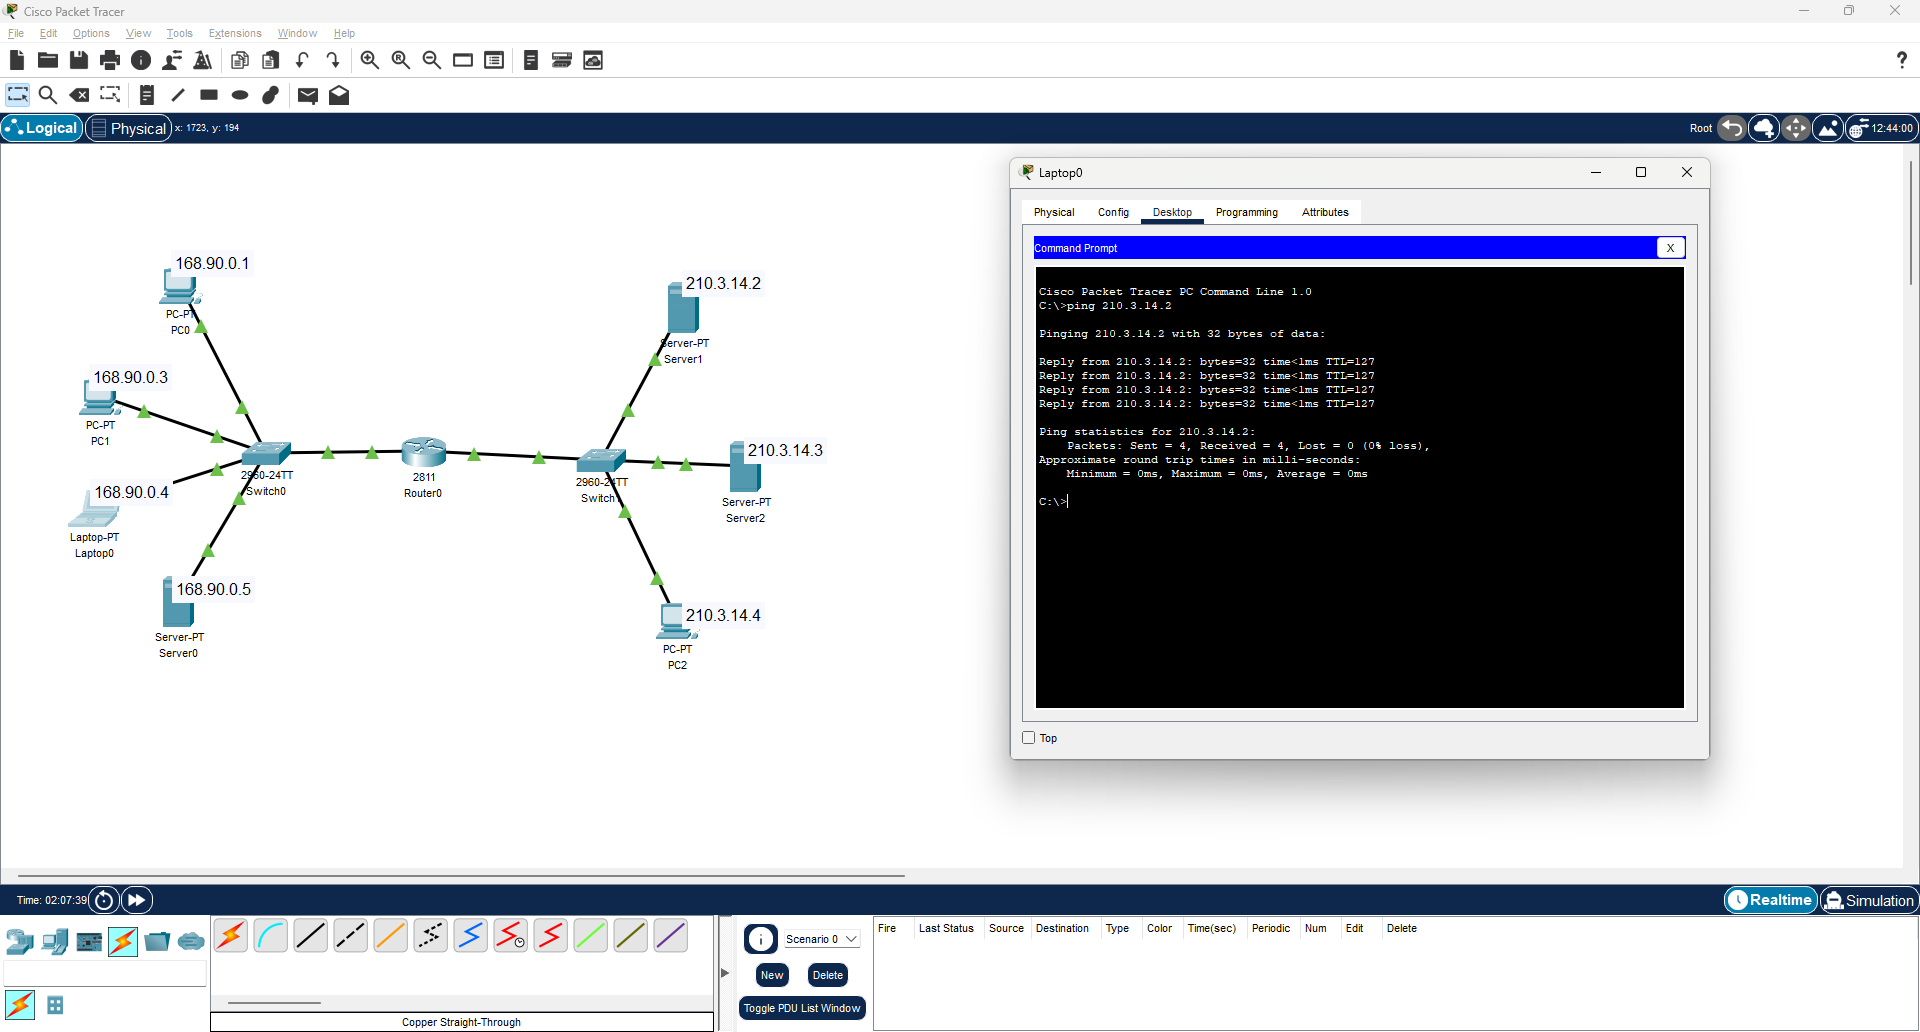 Cisco Packet Tracer
File Edit Options View Tools Extensions Window Help
Logical Physical x: 1723, y: 194 Root 12:44:00
168.90.0.1
PC-PT
PC0
168.90.0.3
PC-PT
PC1
168.90.0.4
Laptop-PT
Laptop0
168.90.0.5
Server-PT
Server0
2960-24TT
Switch0
2811
Router0
2960-24TT
Switch1
210.3.14.2
Server-PT
Server1
210.3.14.3
Server-PT
Server2
210.3.14.4
PC-PT
PC2
Laptop0
Physical Config Desktop Programming Attributes
Command Prompt X
Cisco Packet Tracer PC Command Line 1.0
C:\>ping 210.3.14.2
Pinging 210.3.14.2 with 32 bytes of data:
Reply from 210.3.14.2: bytes=32 time<1ms TTL=127
Reply from 210.3.14.2: bytes=32 time<1ms TTL=127
Reply from 210.3.14.2: bytes=32 time<1ms TTL=127
Reply from 210.3.14.2: bytes=32 time<1ms TTL=127
Ping statistics for 210.3.14.2:
Packets: Sent = 4, Received = 4, Lost = 0 (0% loss),
Approximate round trip times in milli-seconds:
Minimum = 0ms, Maximum = 0ms, Average = 0ms
C:\>
Top
Time: 02:07:39 Realtime Simulation
Scenario 0
New Delete
Toggle PDU List Window
Fire Last Status Source Destination Type Color Time(sec) Periodic Num Edit Delete
Copper Straight-Through